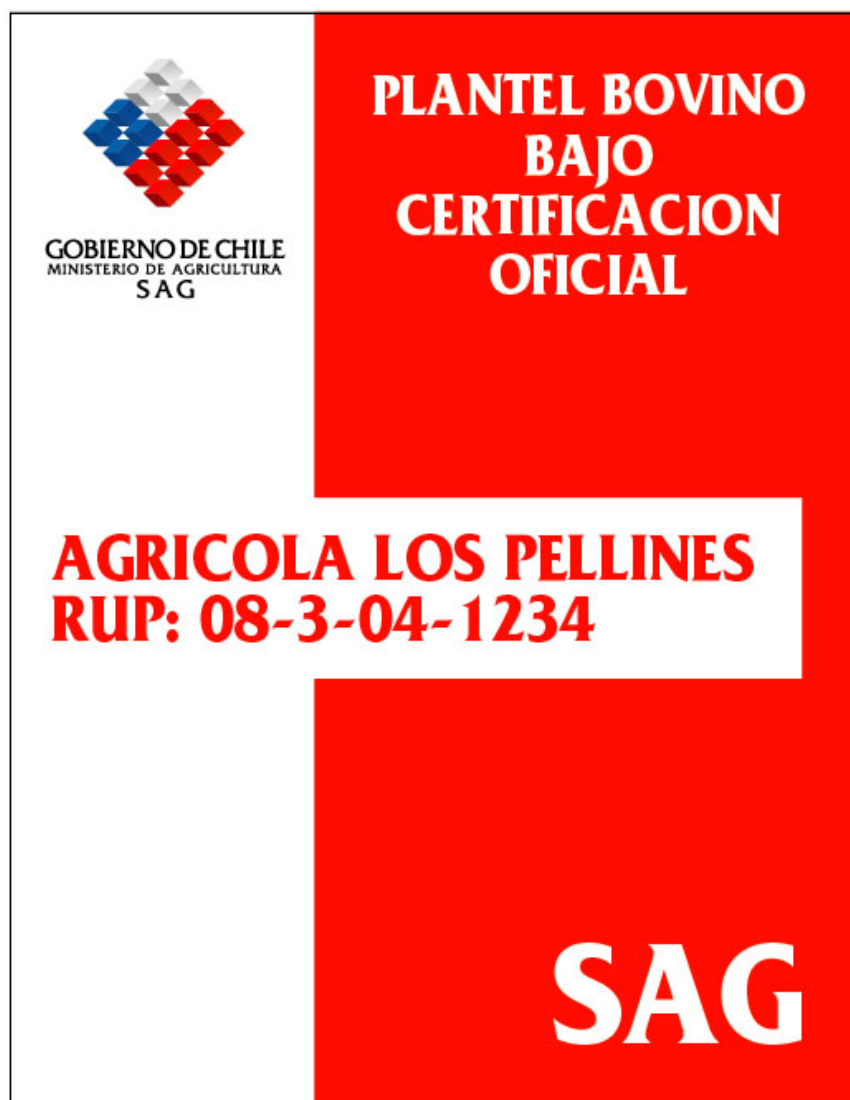 GOBIERNO DE CHILE
MINISTERIO DE AGRICULTURA
SAG
PLANTEL BOVINO
BAJO
CERTIFICACION
OFICIAL
AGRICOLA LOS PELLINES
RUP: 08-3-04-1234
SAG